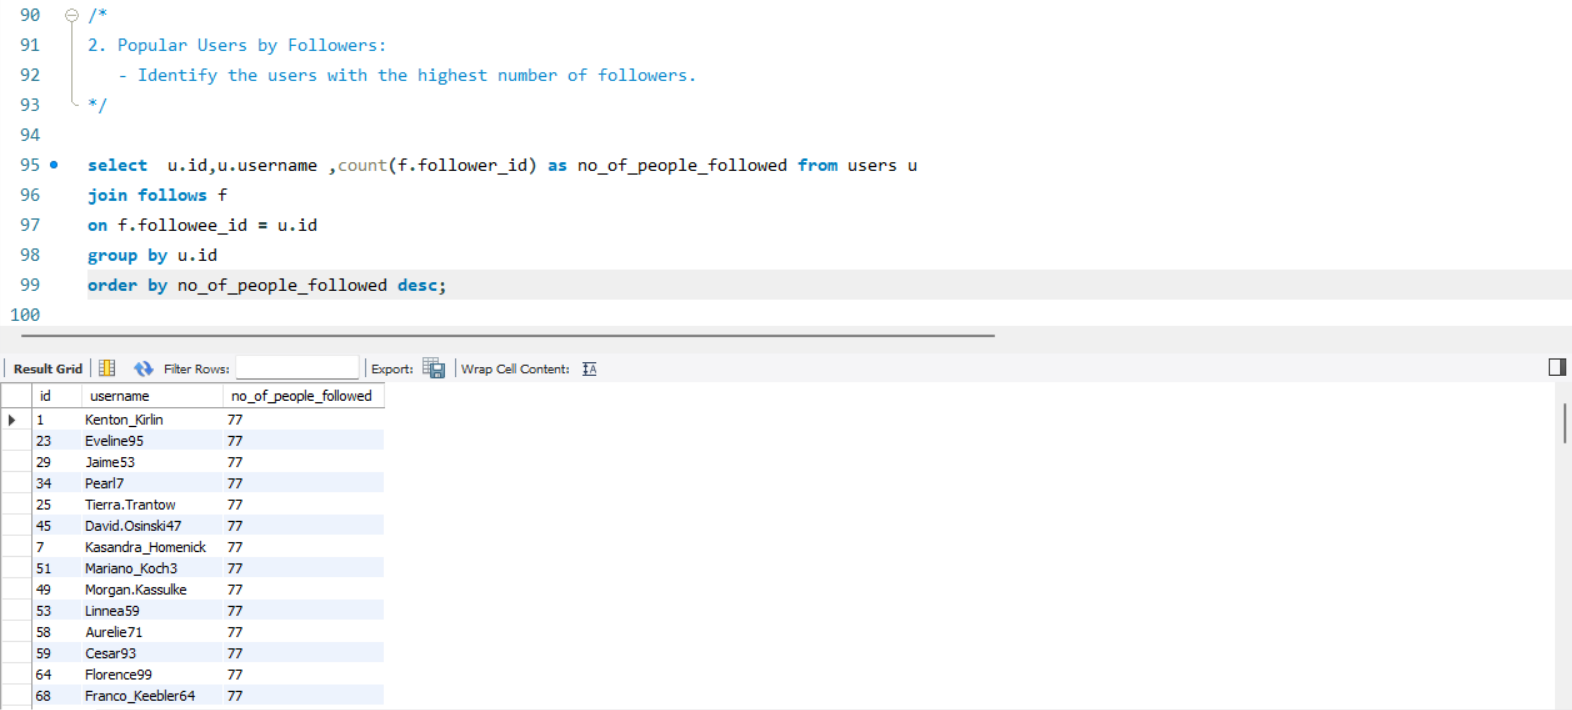 90 /*
91 2. Popular Users by Followers:
92 - Identify the users with the highest number of followers.
93 */
94
95 select  u.id,u.username ,count(f.follower_id) as no_of_people_followed from users u
96 join follows f
97 on f.followee_id = u.id
98 group by u.id
99 order by no_of_people_followed desc;
100
Result Grid Filter Rows: Export: Wrap Cell Content: IA
id username no_of_people_followed
1 Kenton_Kirlin 77
23 Eveline95 77
29 Jaime53 77
34 Pearl7 77
25 Tierra.Trantow 77
45 David.Osinski47 77
7 Kasandra_Homenick 77
51 Mariano_Koch3 77
49 Morgan.Kassulke 77
53 Linnea59 77
58 Aurelie71 77
59 Cesar93 77
64 Florence99 77
68 Franco_Keebler64 77